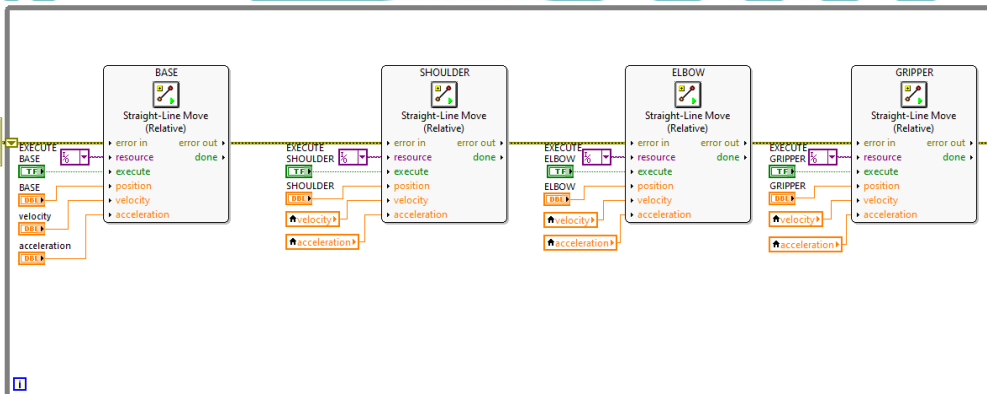 BASE
Straight-Line Move
(Relative)
error in error out
resource done
execute
position
velocity
acceleration
EXECUTE
BASE
TF
BASE
DBL
velocity
DBL
acceleration
DBL
SHOULDER
Straight-Line Move
(Relative)
error in error out
resource done
execute
position
velocity
acceleration
EXECUTE
SHOULDER
TF
SHOULDER
DBL
velocity
acceleration
ELBOW
Straight-Line Move
(Relative)
error in error out
resource done
execute
position
velocity
acceleration
EXECUTE
ELBOW
TF
ELBOW
DBL
velocity
acceleration
GRIPPER
Straight-Line Move
(Relative)
error in error out
resource done
execute
position
velocity
acceleration
EXECUTE
GRIPPER
TF
GRIPPER
DBL
velocity
acceleration
i